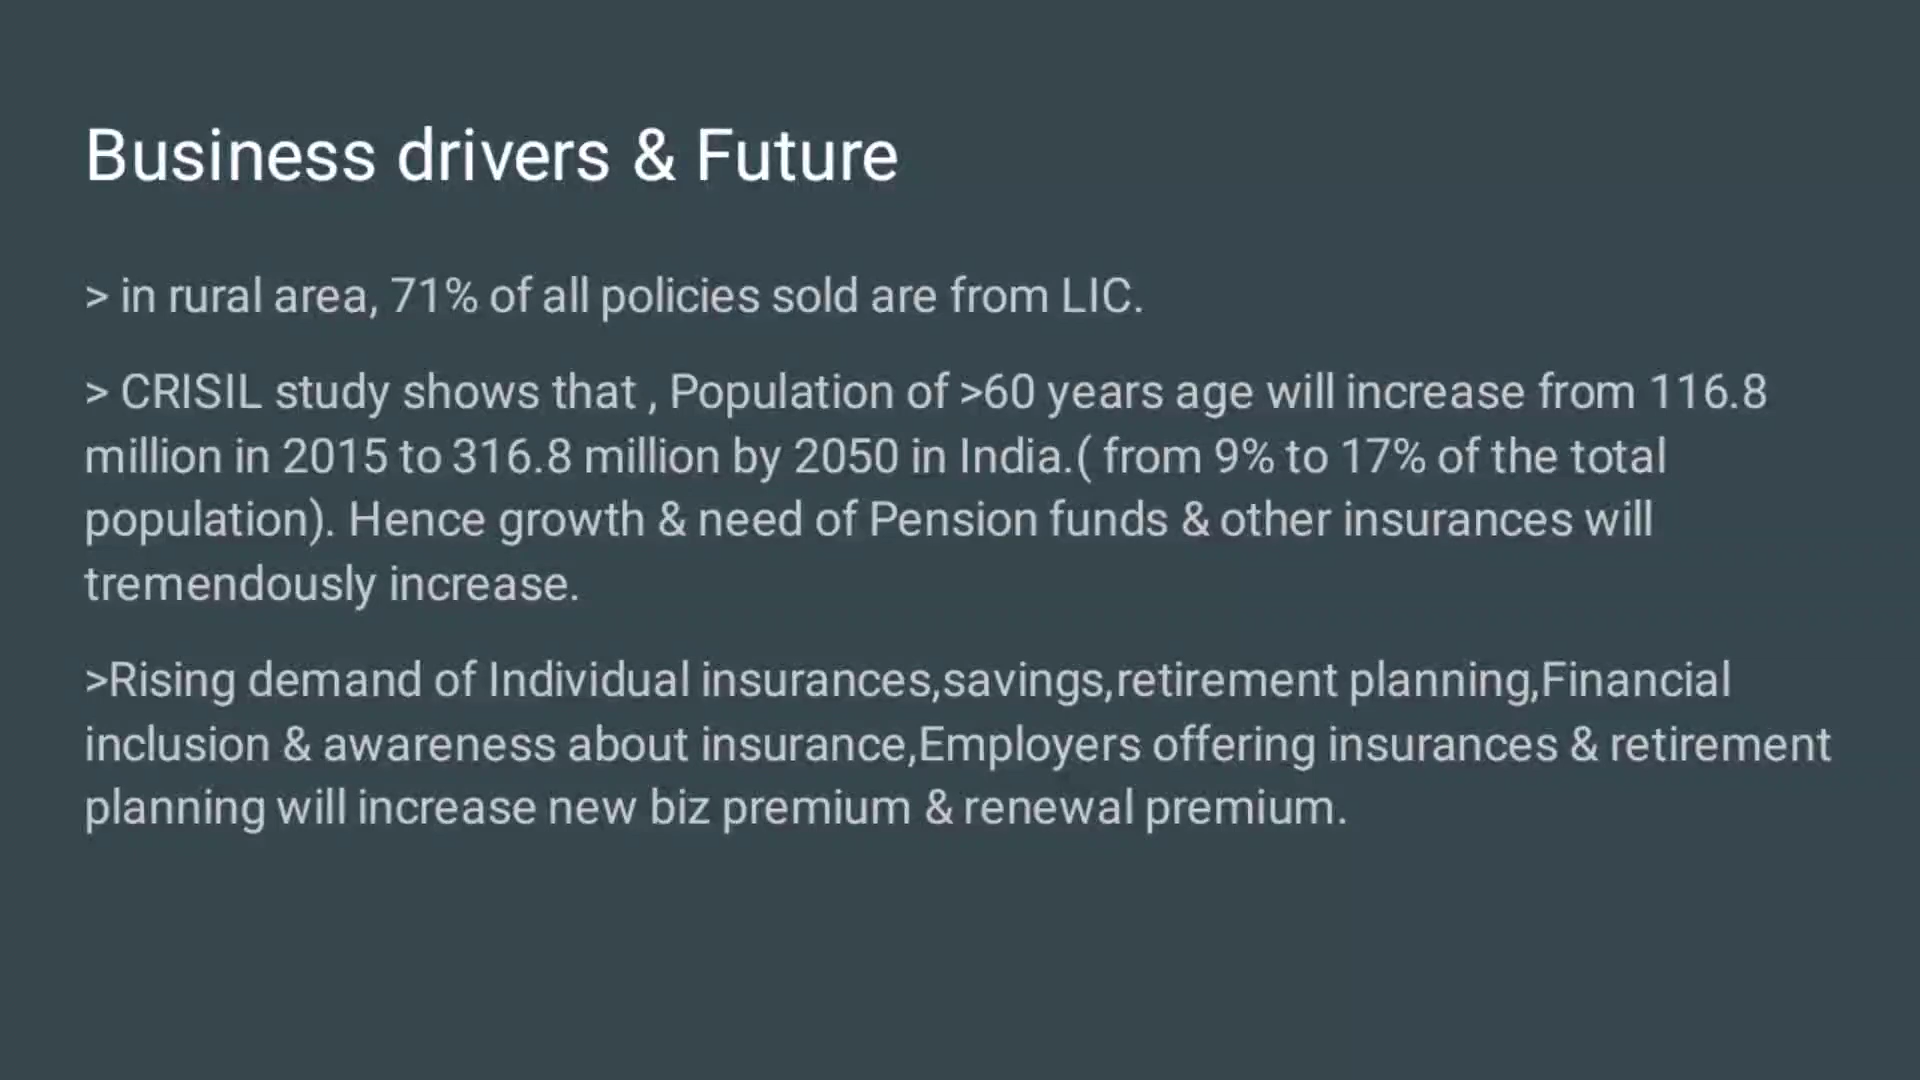 Business drivers & Future
> in rural area, 71% of all policies sold are from LIC.
> CRISIL study shows that , Population of >60 years age will increase from 116.8
million in 2015 to 316.8 million by 2050 in India.( from 9% to 17% of the total
population). Hence growth & need of Pension funds & other insurances will
tremendously increase.
>Rising demand of Individual insurances,savings,retirement planning,Financial
inclusion & awareness about insurance,Employers offering insurances & retirement
planning will increase new biz premium & renewal premium.